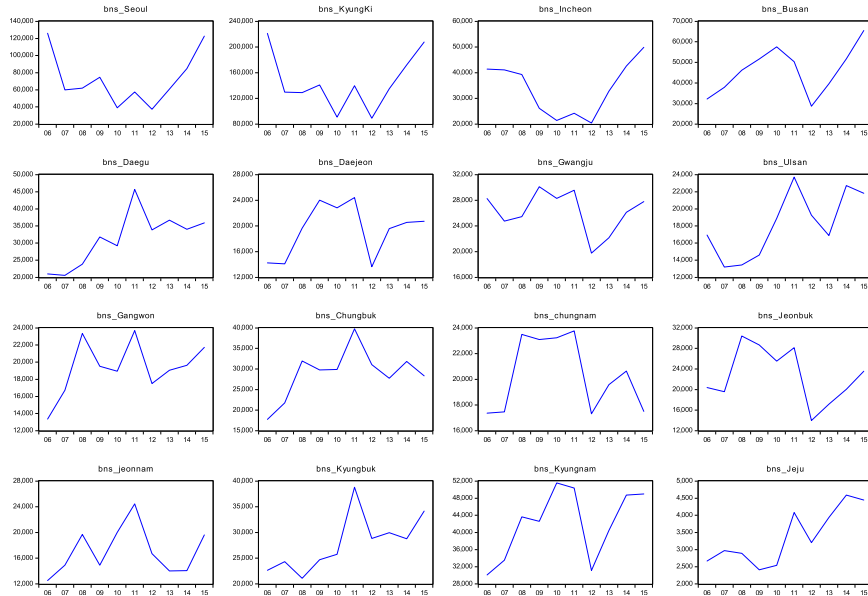 bns_Seoul bns_KyungKi bns_Incheon bns_Busan
140,000 240,000 60,000 70,000
120,000 200,000 50,000 60,000
100,000 160,000 40,000 50,000
80,000 120,000 30,000 40,000
60,000 80,000 20,000 30,000
40,000 20,000
20,000
06 07 08 09 10 11 12 13 14 15 06 07 08 09 10 11 12 13 14 15 06 07 08 09 10 11 12 13 14 15 06 07 08 09 10 11 12 13 14 15
bns_Daegu bns_Daejeon bns_Gwangju bns_Ulsan
50,000 28,000 32,000 24,000
45,000 24,000 28,000 22,000
40,000 20,000 24,000 20,000
35,000 16,000 20,000 18,000
30,000 12,000 16,000 16,000
25,000 14,000
20,000 12,000
06 07 08 09 10 11 12 13 14 15 06 07 08 09 10 11 12 13 14 15 06 07 08 09 10 11 12 13 14 15 06 07 08 09 10 11 12 13 14 15
bns_Gangwon bns_Chungbuk bns_chungnam bns_Jeonbuk
24,000 40,000 24,000 32,000
22,000 35,000 22,000 28,000
20,000 30,000 20,000 24,000
18,000 25,000 18,000 20,000
16,000 20,000 16,000 16,000
14,000 15,000 12,000
12,000
06 07 08 09 10 11 12 13 14 15 06 07 08 09 10 11 12 13 14 15 06 07 08 09 10 11 12 13 14 15 06 07 08 09 10 11 12 13 14 15
bns_jeonnam bns_Kyungbuk bns_Kyungnam bns_Jeju
28,000 40,000 52,000 5,000
24,000 35,000 48,000 4,500
20,000 30,000 44,000 4,000
16,000 25,000 40,000 3,500
12,000 20,000 36,000 3,000
32,000 2,500
28,000 2,000
06 07 08 09 10 11 12 13 14 15 06 07 08 09 10 11 12 13 14 15 06 07 08 09 10 11 12 13 14 15 06 07 08 09 10 11 12 13 14 15